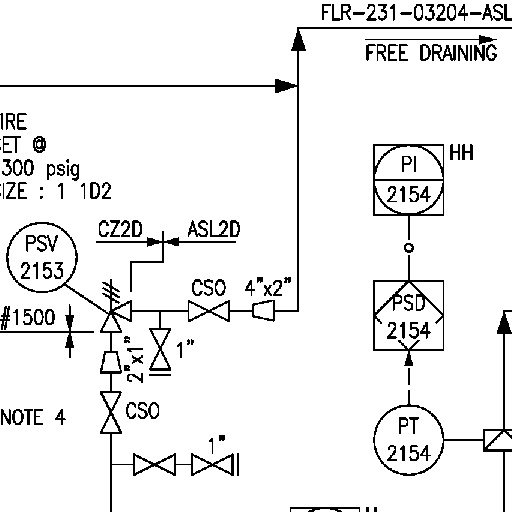 FLR-231-03204-ASL
FREE DRAINING
IRE
ET @
300 psig
IZE : 1 1D2
PI
2154
HH
CZ2D
ASL2D
PSV
2153
CSO
4"x2"
#1500
PSD
2154
2"x1"
1"
NOTE 4
CSO
PT
2154
1"